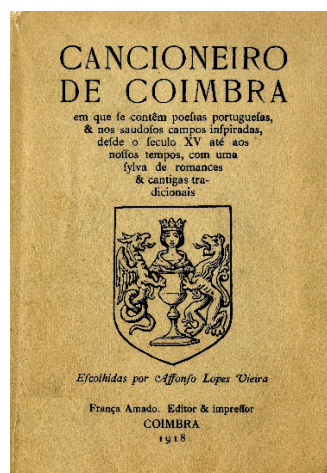 CANCIONEIRO
DE COIMBRA
em que ſe contêm poeſias portugueſas,
& nos saudoſos campos inſpiradas,
deſde o ſeculo XV até aos
noſſos tempos, com uma
ſylva de romances
& cantigas tra-
dicionais
Eſcolhidas por Affonſo Lopes Vieira
França Amado. Editor & impreſſor
COIMBRA
1918